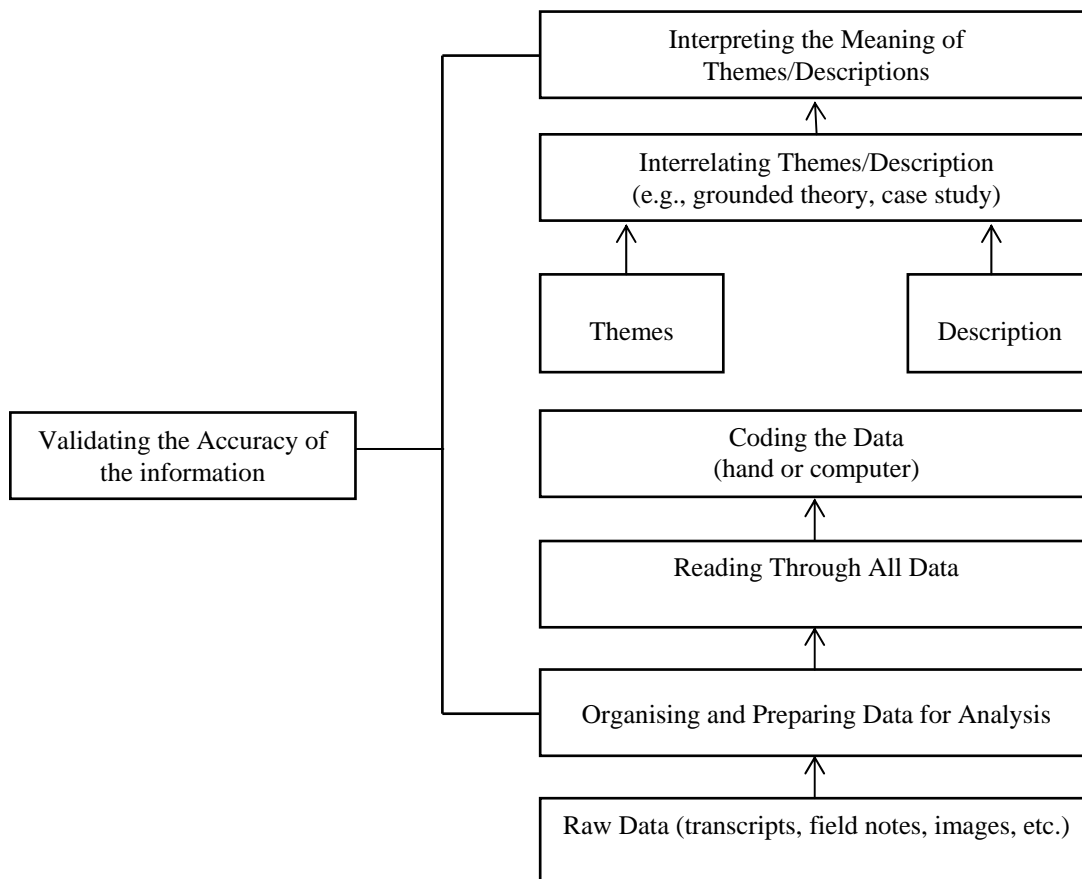 Interpreting the Meaning of
Themes/Descriptions
Interrelating Themes/Description
(e.g., grounded theory, case study)
Themes
Description
Validating the Accuracy of
the information
Coding the Data
(hand or computer)
Reading Through All Data
Organising and Preparing Data for Analysis
Raw Data (transcripts, field notes, images, etc.)